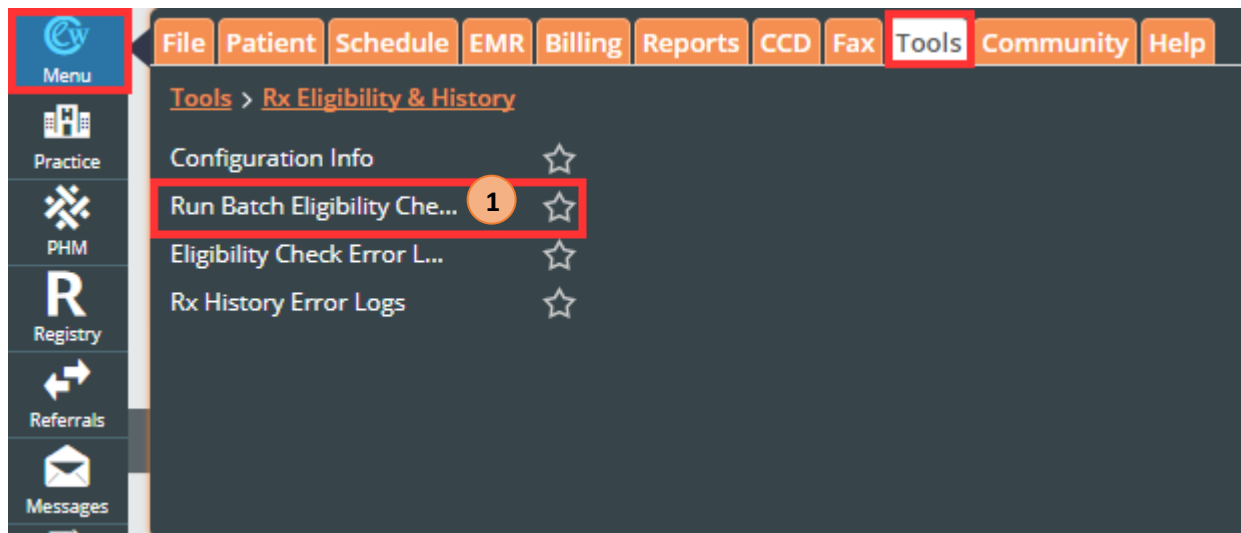 eW
Menu
File Patient Schedule EMR Billing Reports CCD Fax Tools Community Help
Tools > Rx Eligibility & History
Practice
Configuration Info
Run Batch Eligibility Che... 1
PHM
Eligibility Check Error L...
R
Registry
Rx History Error Logs
Referrals
Messages